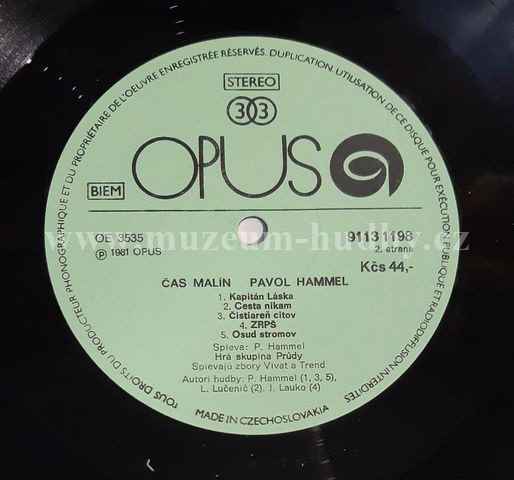 TOUS DROITS DU PRODUCTEUR PHONOGRAPHIQUE ET DU PROPRIÉTAIRE DE L'OEUVRE ENREGISTRÉE RÉSERVÉS. DUPLICATION, UTILISATION DE CE DISQUE POUR EXÉCUTION PUBLIQUE ET RADIODIFFUSION INTERDITES
STEREO
33
OPUS
BIEM
OE 3535
℗ 1981 OPUS
9113 1198
2. strana
Kčs 44,-
www.muzeum-hudby.cz
ČAS MALÍN PAVOL HAMMEL
1. Kapitán Láska
2. Cesta nikam
3. Čistiareň citov
4. ZRPŠ
5. Osud stromov
Spieva: P. Hammel
Hrá skupina Prúdy
Spievajú zbory Vivat a Trend
Autori hudby: P. Hammel (1, 3, 5),
L. Lučenič (2), J. Lauko (4)
MADE IN CZECHOSLOVAKIA